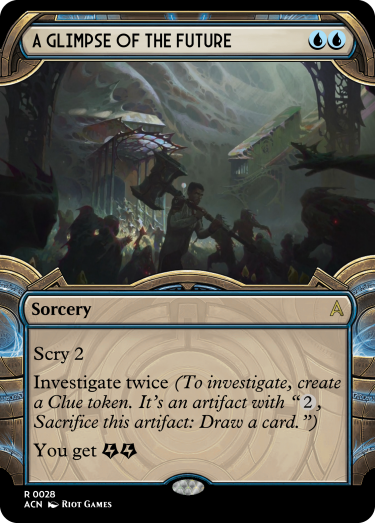 A GLIMPSE OF THE FUTURE
Sorcery
Scry 2
Investigate twice (To investigate, create
a Clue token. It's an artifact with “2,
Sacrifice this artifact: Draw a card.”)
You get
R 0028
ACN RIOT GAMES